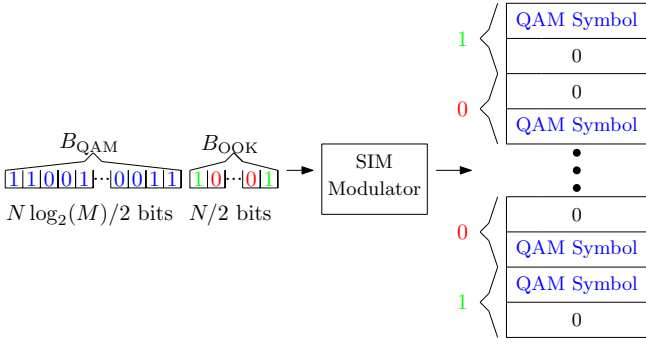 B_QAM
B_OOK
1 1 0 0 1 ... 0 0 1 1
1 0 ... 0 1
N log_2(M)/2 bits
N/2 bits
SIM
Modulator
1
QAM Symbol
0
0
0
QAM Symbol
0
0
QAM Symbol
1
QAM Symbol
0